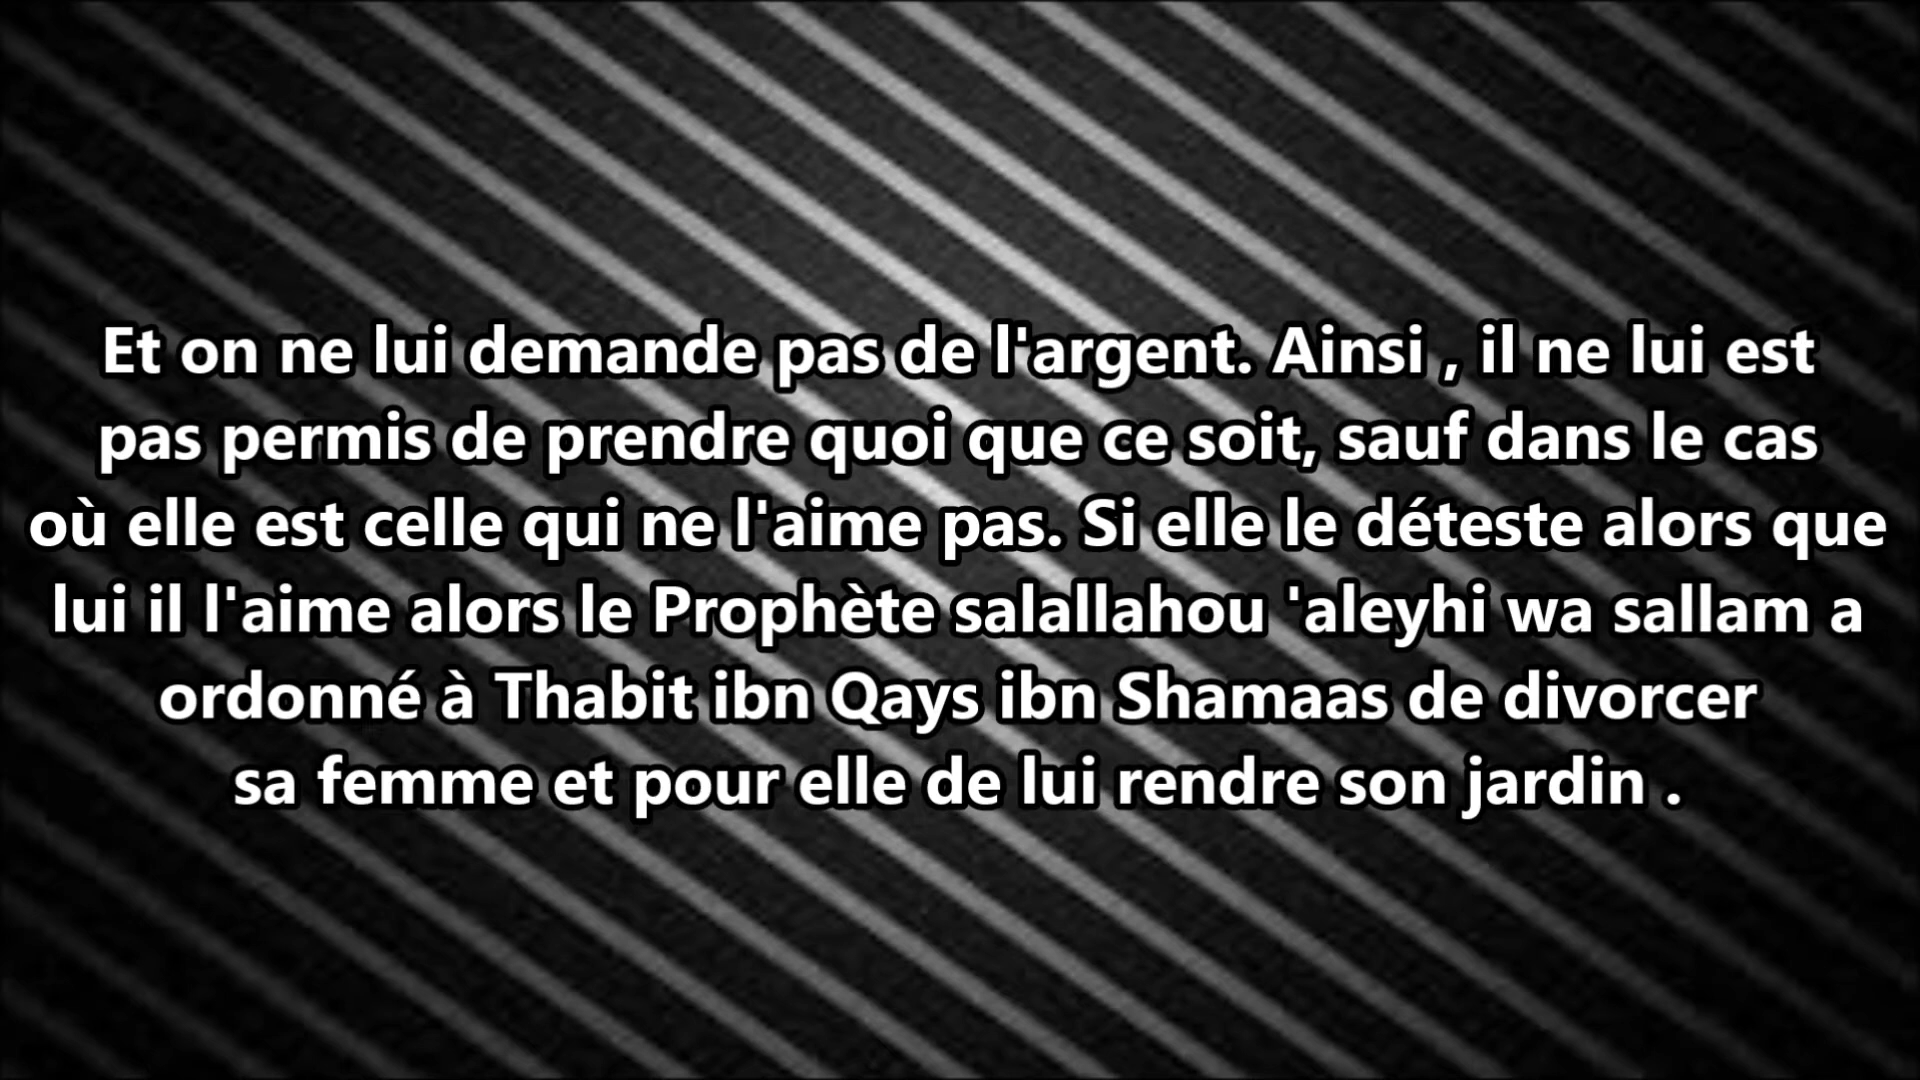 Et on ne lui demande pas de l'argent. Ainsi , il ne lui est
pas permis de prendre quoi que ce soit, sauf dans le cas
où elle est celle qui ne l'aime pas. Si elle le déteste alors que
lui il l'aime alors le Prophète salallahou 'aleyhi wa sallam a
ordonné à Thabit ibn Qays ibn Shamaas de divorcer
sa femme et pour elle de lui rendre son jardin .